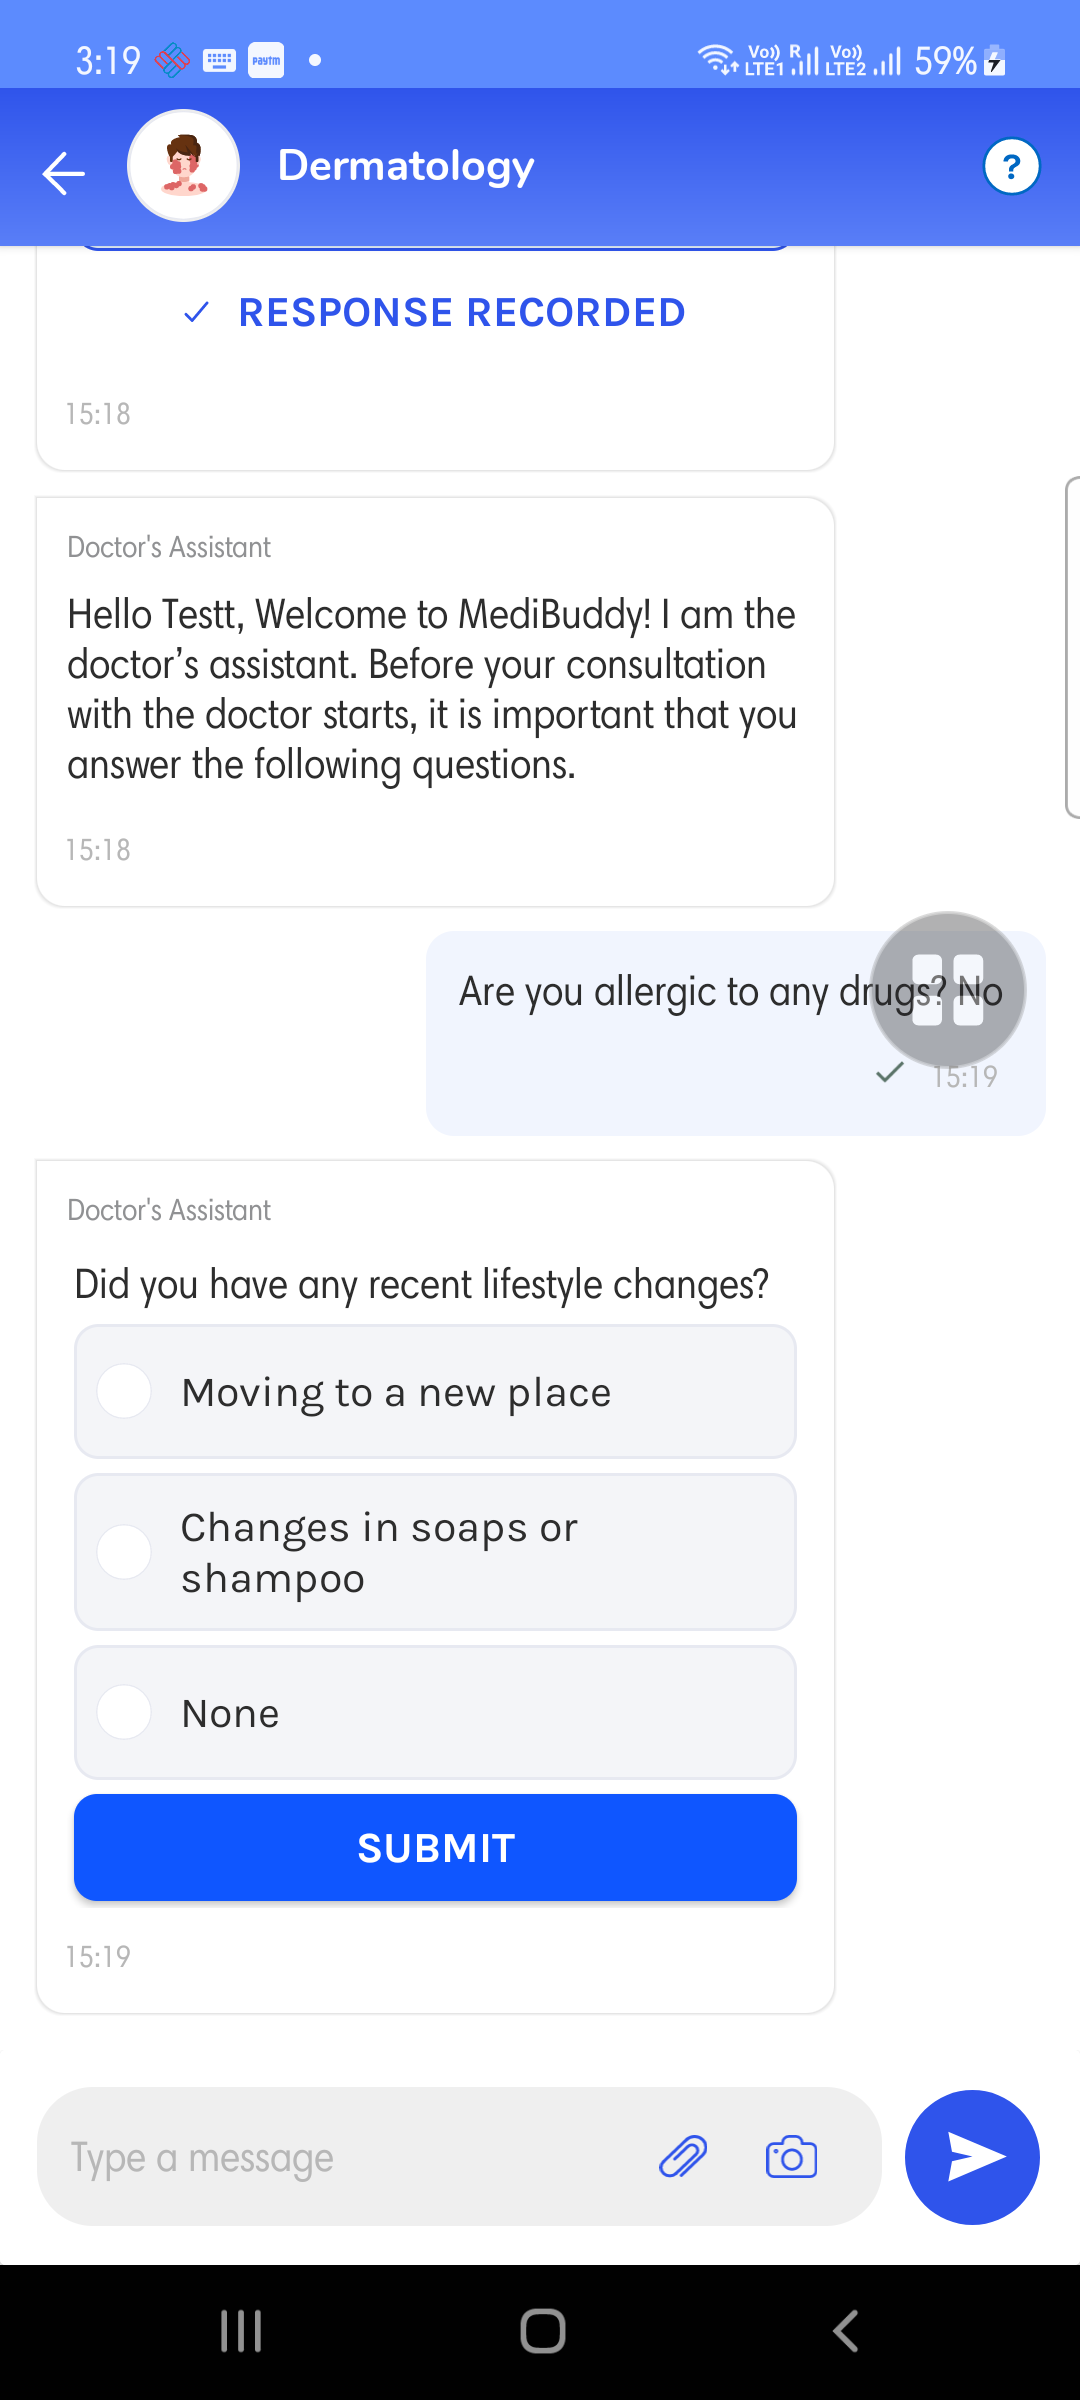 3:19
paytm
Vo)) R Vo))
LTE1 LTE2 59%
Dermatology
?
RESPONSE RECORDED
15:18
Doctor's Assistant
Hello Testt, Welcome to MediBuddy! I am the
doctor’s assistant. Before your consultation
with the doctor starts, it is important that you
answer the following questions.
15:18
Are you allergic to any drugs? No
15:19
Doctor's Assistant
Did you have any recent lifestyle changes?
Moving to a new place
Changes in soaps or
shampoo
None
SUBMIT
15:19
Type a message